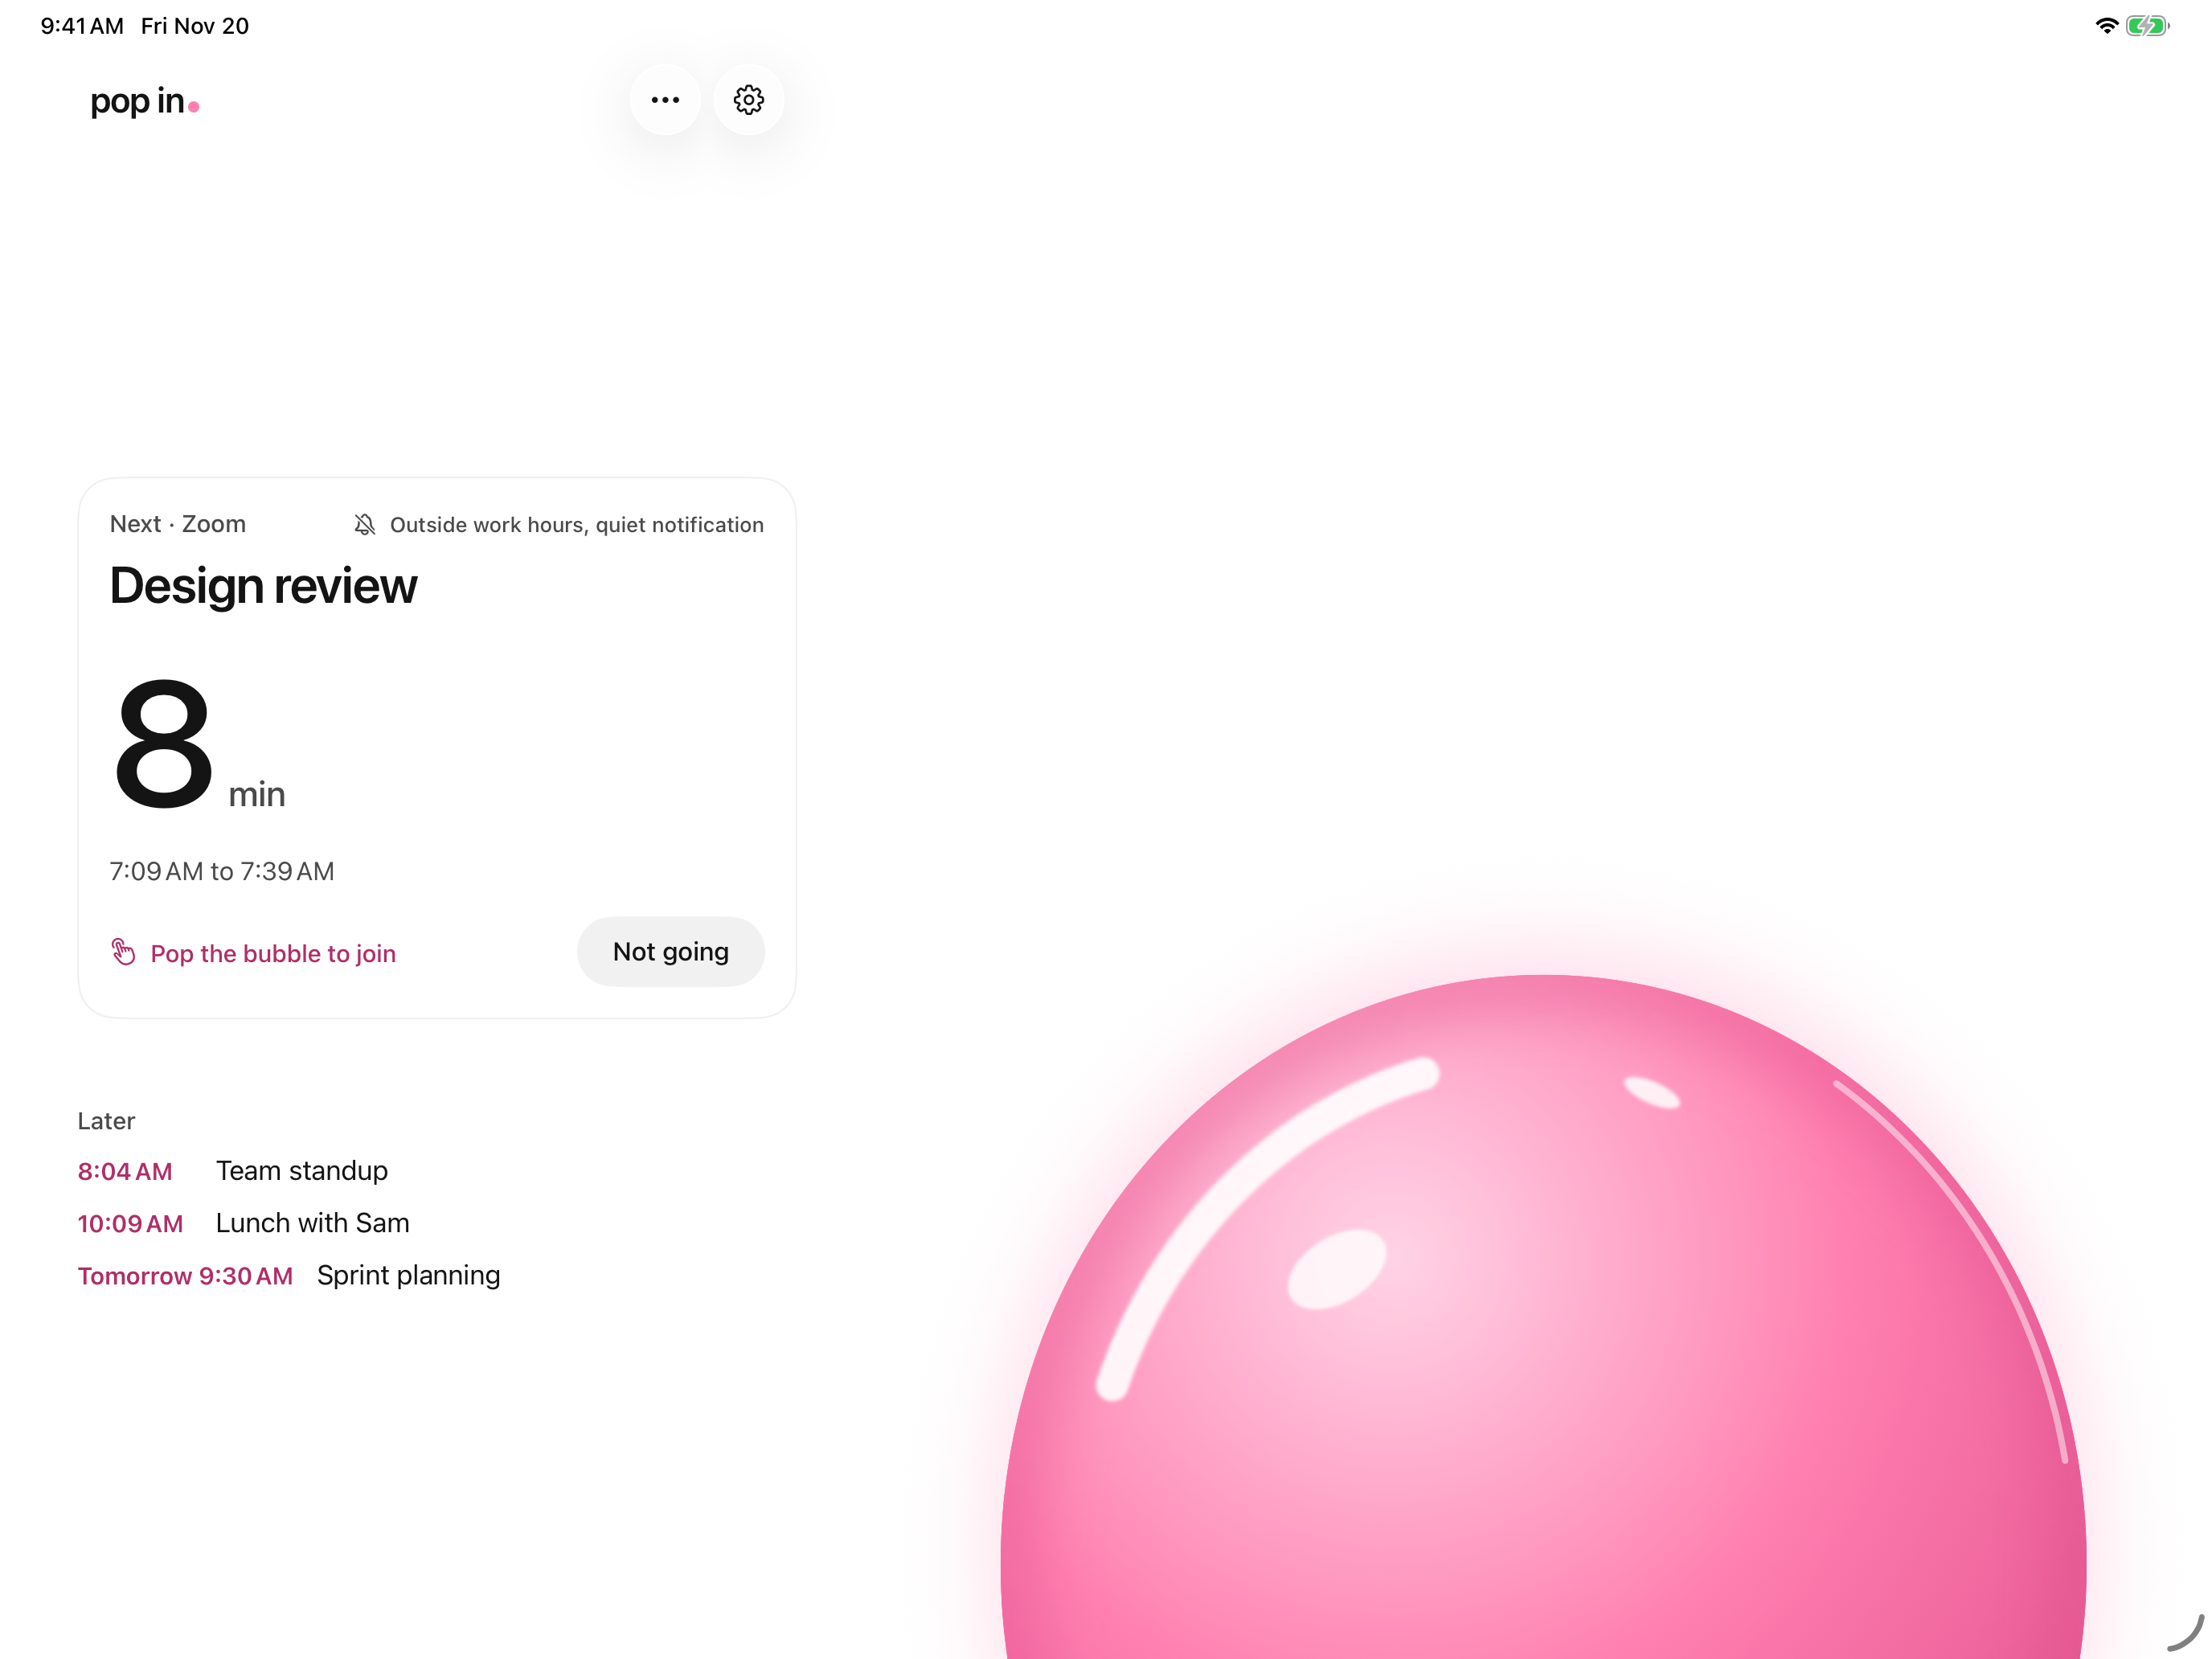 9:41 AM Fri Nov 20
pop in
Next · Zoom
Outside work hours, quiet notification
Design review
8 min
7:09 AM to 7:39 AM
Pop the bubble to join
Not going
Later
8:04 AM Team standup
10:09 AM Lunch with Sam
Tomorrow 9:30 AM Sprint planning